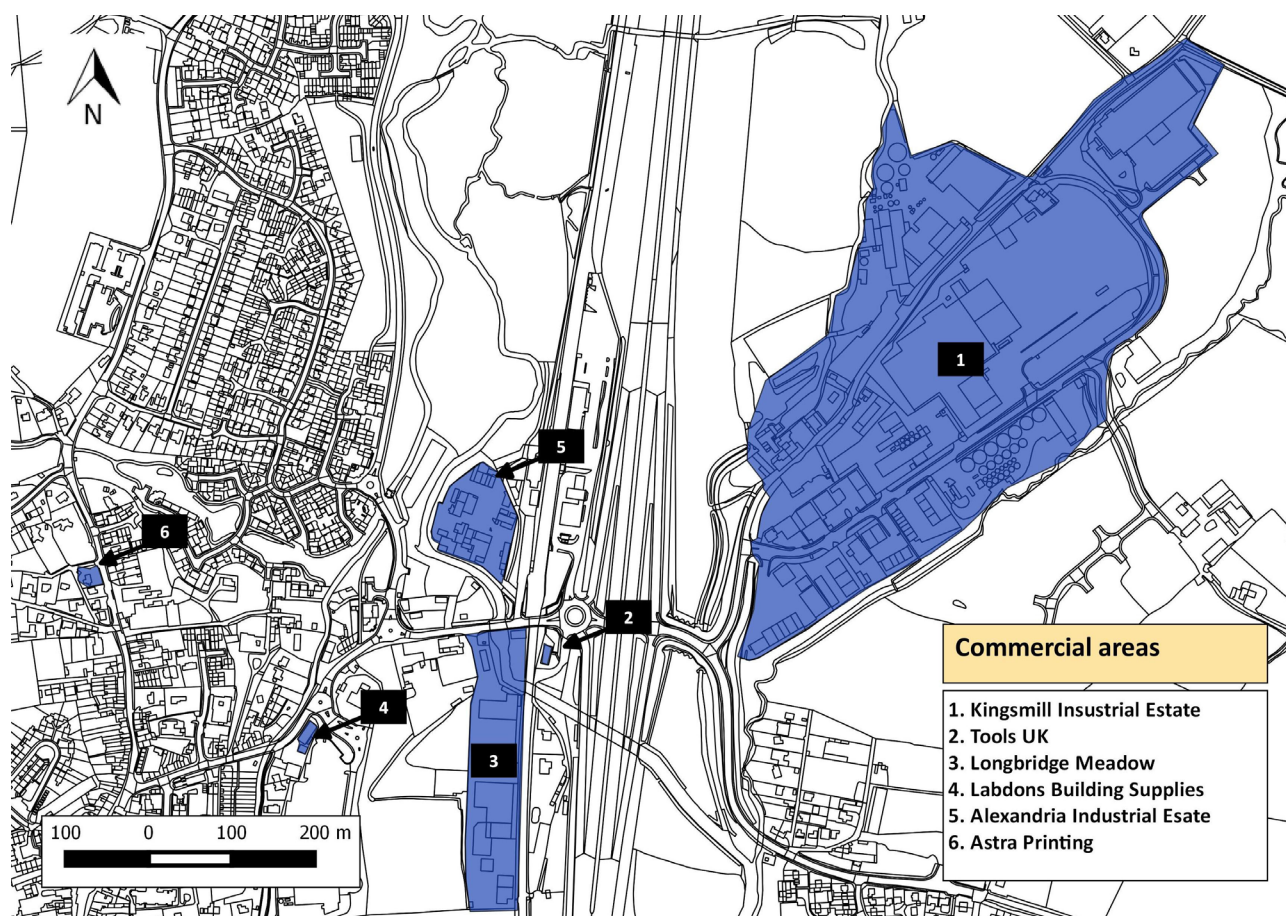 N
1
5
6
2
4
3
Commercial areas
1. Kingsmill Insustrial Estate
2. Tools UK
3. Longbridge Meadow
4. Labdons Building Supplies
5. Alexandria Industrial Esate
6. Astra Printing
100 0 100 200 m